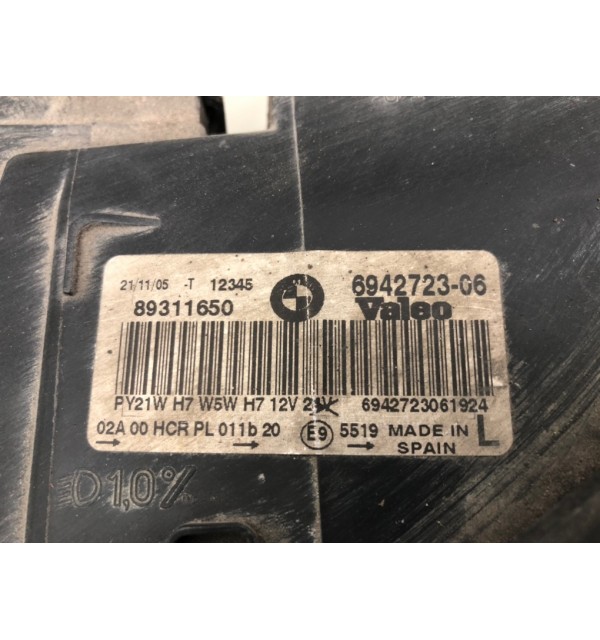 21/11/05 -T 12345 6942723-06
89311650 Valeo
PY21W H7 W5W H7 12V 6942723061924
02A 00 HCR PL 011b 20 E9 5519 MADE IN SPAIN L
D 1,0%